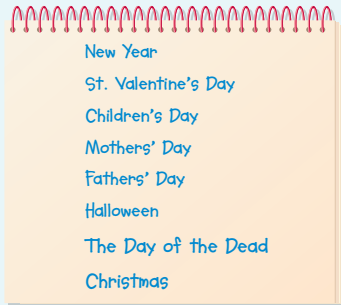 New Year
St. Valentine's Day
Children's Day
Mothers' Day
Fathers' Day
Halloween
The Day of the Dead
Christmas